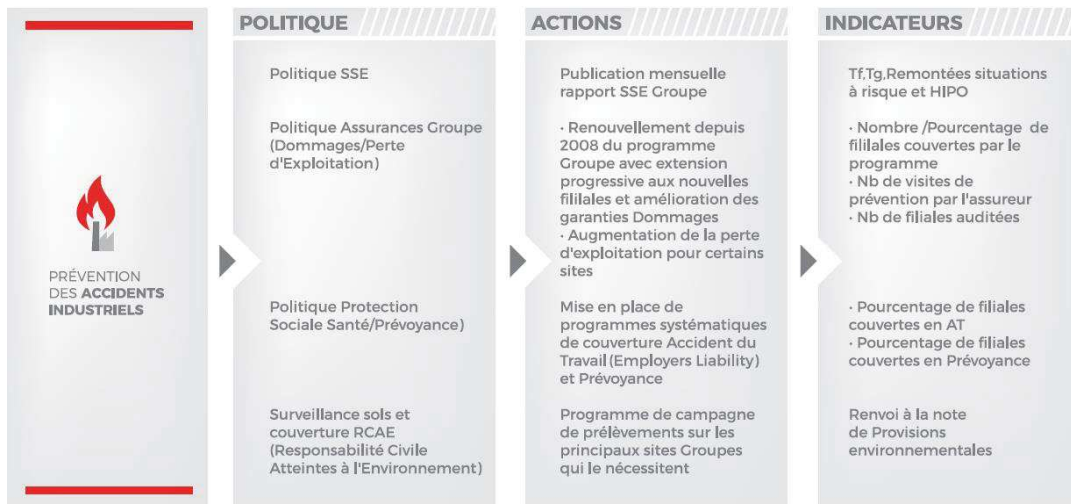 PRÉVENTION
DES ACCIDENTS
INDUSTRIELS
POLITIQUE
Politique SSE
Politique Assurances Groupe
(Dommages/Perte
d'Exploitation)
Politique Protection
Sociale Santé/Prévoyance)
Surveillance sols et
couverture RCAE
(Responsabilité Civile
Atteintes à l'Environnement)
ACTIONS
Publication mensuelle
rapport SSE Groupe
· Renouvellement depuis
2008 du programme
Groupe avec extension
progressive aux nouvelles
fililales et amélioration des
garanties Dommages
· Augmentation de la perte
d'exploitation pour certains
sites
Mise en place de
programmes systématiques
de couverture Accident du
Travail (Employers Liability)
et Prévoyance
Programme de campagne
de prélèvements sur les
principaux sites Groupes
qui le nécessitent
INDICATEURS
Tf,Tg,Remontées situations
à risque et HIPO
· Nombre /Pourcentage de
fililales couvertes par le
programme
· Nb de visites de
prévention par l'assureur
· Nb de filiales auditées
· Pourcentage de filiales
couvertes en AT
· Pourcentage de filiales
couvertes en Prévoyance
Renvoi à la note
de Provisions
environnementales